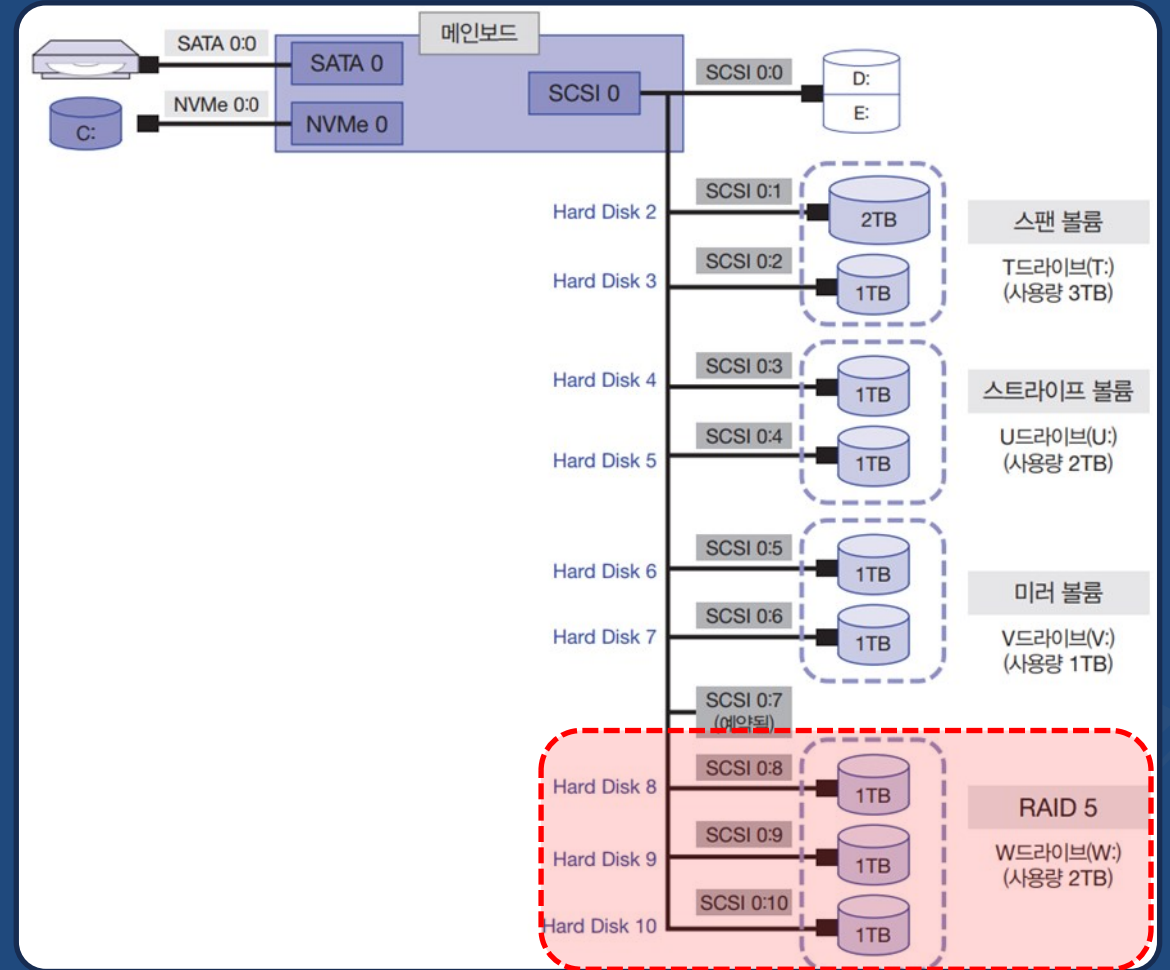 메인보드
SATA 0:0
SATA 0
NVMe 0:0
NVMe 0
C:
SCSI 0
SCSI 0:0
D:
E:
Hard Disk 2
SCSI 0:1
2TB
Hard Disk 3
SCSI 0:2
1TB
스팬 볼륨
T드라이브(T:)
(사용량 3TB)
Hard Disk 4
SCSI 0:3
1TB
Hard Disk 5
SCSI 0:4
1TB
스트라이프 볼륨
U드라이브(U:)
(사용량 2TB)
Hard Disk 6
SCSI 0:5
1TB
Hard Disk 7
SCSI 0:6
1TB
미러 볼륨
V드라이브(V:)
(사용량 1TB)
SCSI 0:7
(예약됨)
Hard Disk 8
SCSI 0:8
1TB
Hard Disk 9
SCSI 0:9
1TB
Hard Disk 10
SCSI 0:10
1TB
RAID 5
W드라이브(W:)
(사용량 2TB)